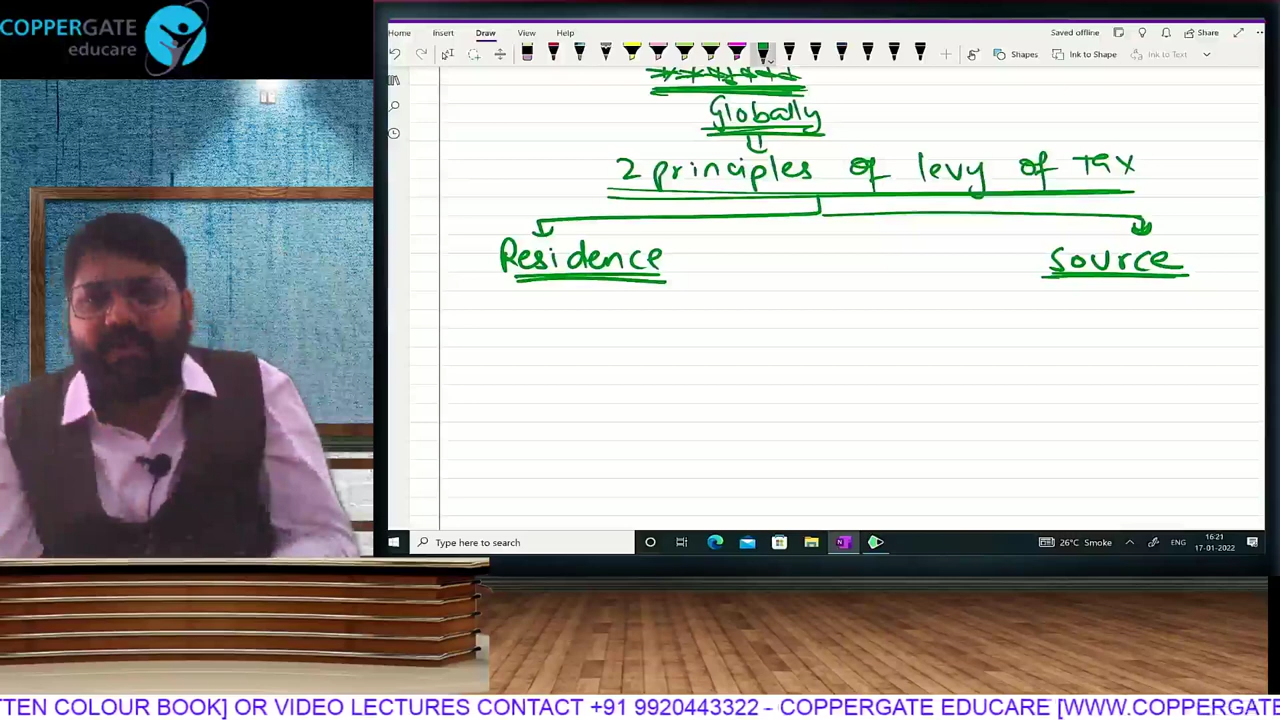 COPPERGATE
educare
Home Insert Draw View Help
Saved offline
Share
Shapes
Ink to Shape
Ink to Text
Globally
2 principles of levy of Tax
Residence
Source
Type here to search
26°C Smoke
ENG
16:21
17-01-2022
TTEN COLOUR BOOK] OR VIDEO LECTURES CONTACT +91 9920443322 - COPPERGATE EDUCARE [WWW.COPPERGATE